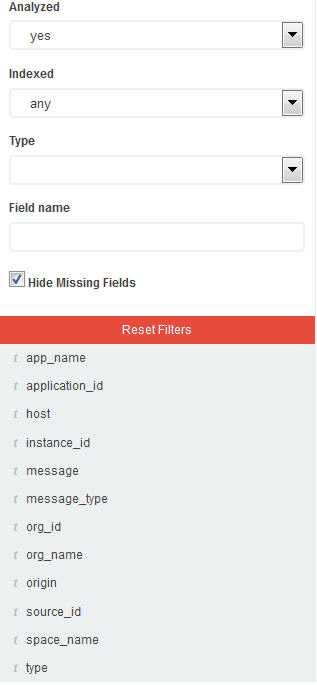 Analyzed
yes
Indexed
any
Type
Field name
Hide Missing Fields
Reset Filters
t app_name
t application_id
t host
t instance_id
t message
t message_type
t org_id
t org_name
t origin
t source_id
t space_name
t type